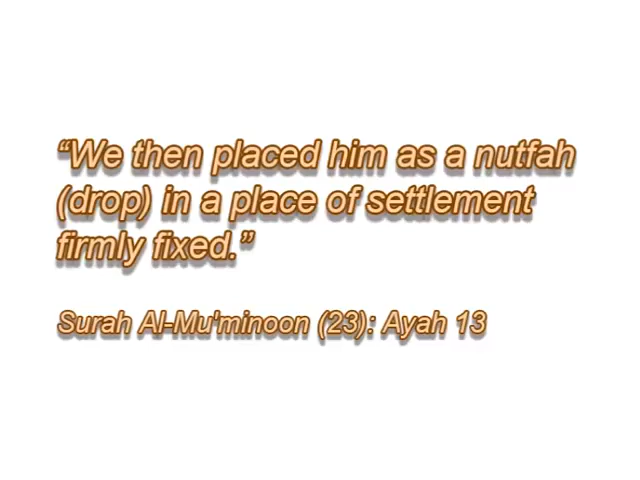 “We then placed him as a nutfah
(drop) in a place of settlement
firmly fixed.”
Surah Al-Mu'minoon (23): Ayah 13